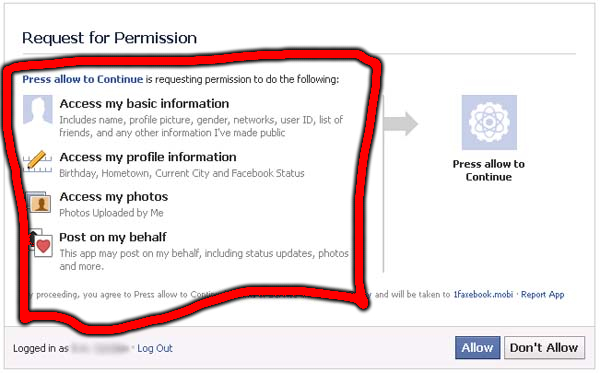 Request for Permission
Press allow to Continue is requesting permission to do the following:
Access my basic information
Includes name, profile picture, gender, networks, user ID, list of
friends, and any other information I've made public
Access my profile information
Birthday, Hometown, Current City and Facebook Status
Access my photos
Photos Uploaded by Me
Post on my behalf
This app may post on my behalf, including status updates, photos
and more.
Press allow to
Continue
proceeding, you agree to Press allow to and will be taken to 1faxebook.mobi · Report App
Logged in as · Log Out
Allow
Don't Allow